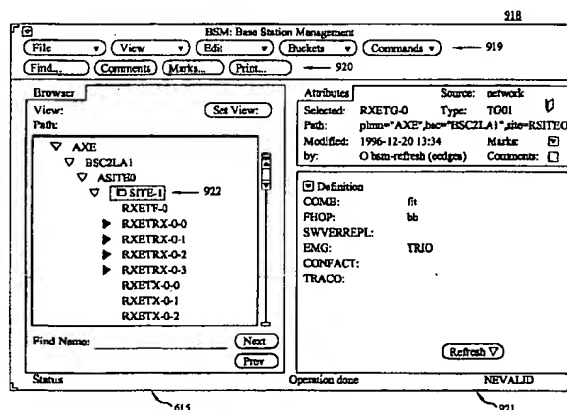 918
BSM: Base Station Management
File View Edit Buckets Commands 919
Find... Comments Marks... Print... 920
Browser
View: Set View:
Path:
AXE
BSC2LA1
ASITE0
SITE-1 922
RXETF-0
RXETRX-0-0
RXETRX-0-1
RXETRX-0-2
RXETRX-0-3
RXETX-0-0
RXETX-0-1
RXETX-0-2
Find Name: Next
Prev
Attributes Source: network
Selected: RXETG-0 Type: TO01
Path: plmn="AXE",bsc="BSC2LA1",site=RSITEO
Modified: 1996-12-20 13:34 Marks:
by: O bsm-refresh (eedges) Comments:
Definition
COMB: fit
FHOP: bb
SWVERREPL:
EMG: TRIO
CONFACT:
TRACO:
Refresh
Status Operation done NEVALID
615 921